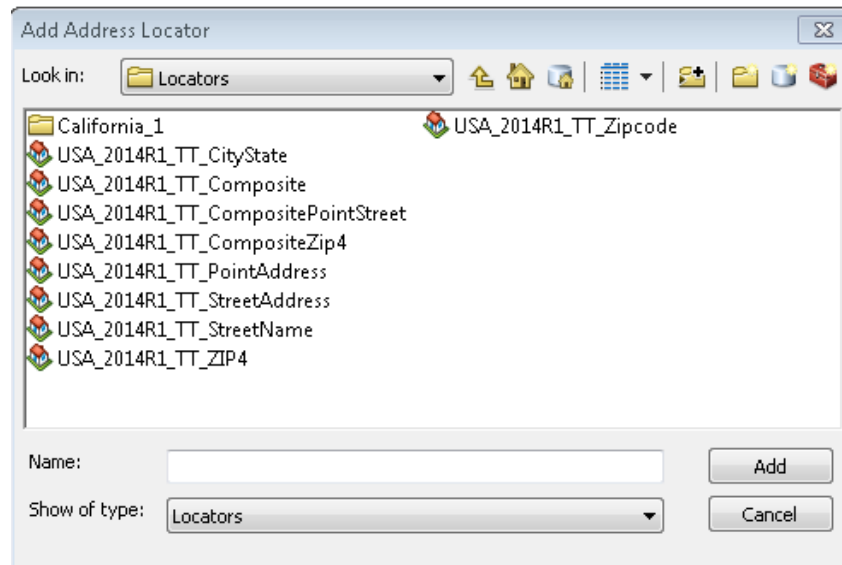 Add Address Locator
Look in: Locators
California_1
USA_2014R1_TT_CityState
USA_2014R1_TT_Composite
USA_2014R1_TT_CompositePointStreet
USA_2014R1_TT_CompositeZip4
USA_2014R1_TT_PointAddress
USA_2014R1_TT_StreetAddress
USA_2014R1_TT_StreetName
USA_2014R1_TT_ZIP4
USA_2014R1_TT_Zipcode
Name:
Add
Show of type: Locators
Cancel